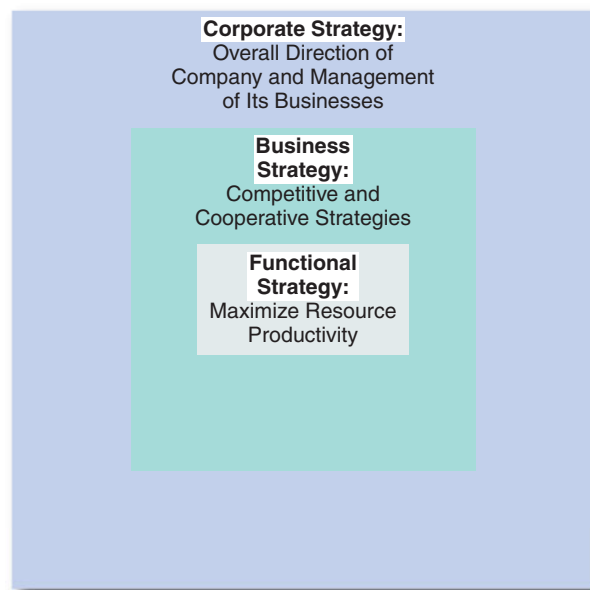 Corporate Strategy:
Overall Direction of
Company and Management
of Its Businesses
Business
Strategy:
Competitive and
Cooperative Strategies
Functional
Strategy:
Maximize Resource
Productivity